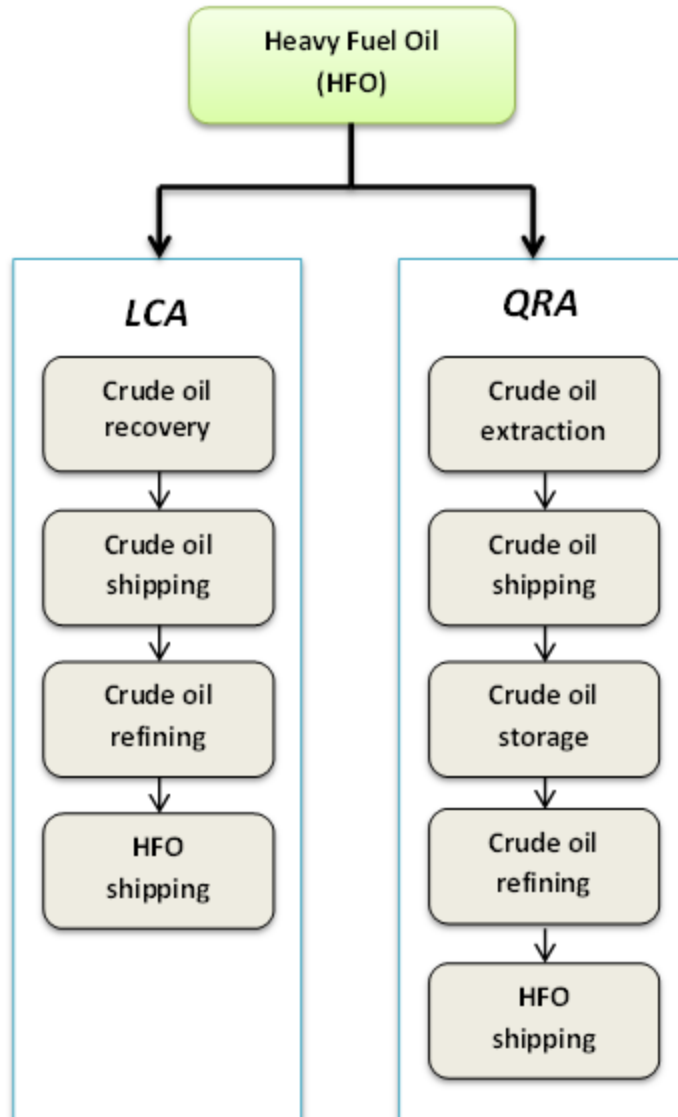 Heavy Fuel Oil
(HFO)
LCA
Crude oil
recovery
Crude oil
shipping
Crude oil
refining
HFO
shipping
QRA
Crude oil
extraction
Crude oil
shipping
Crude oil
storage
Crude oil
refining
HFO
shipping